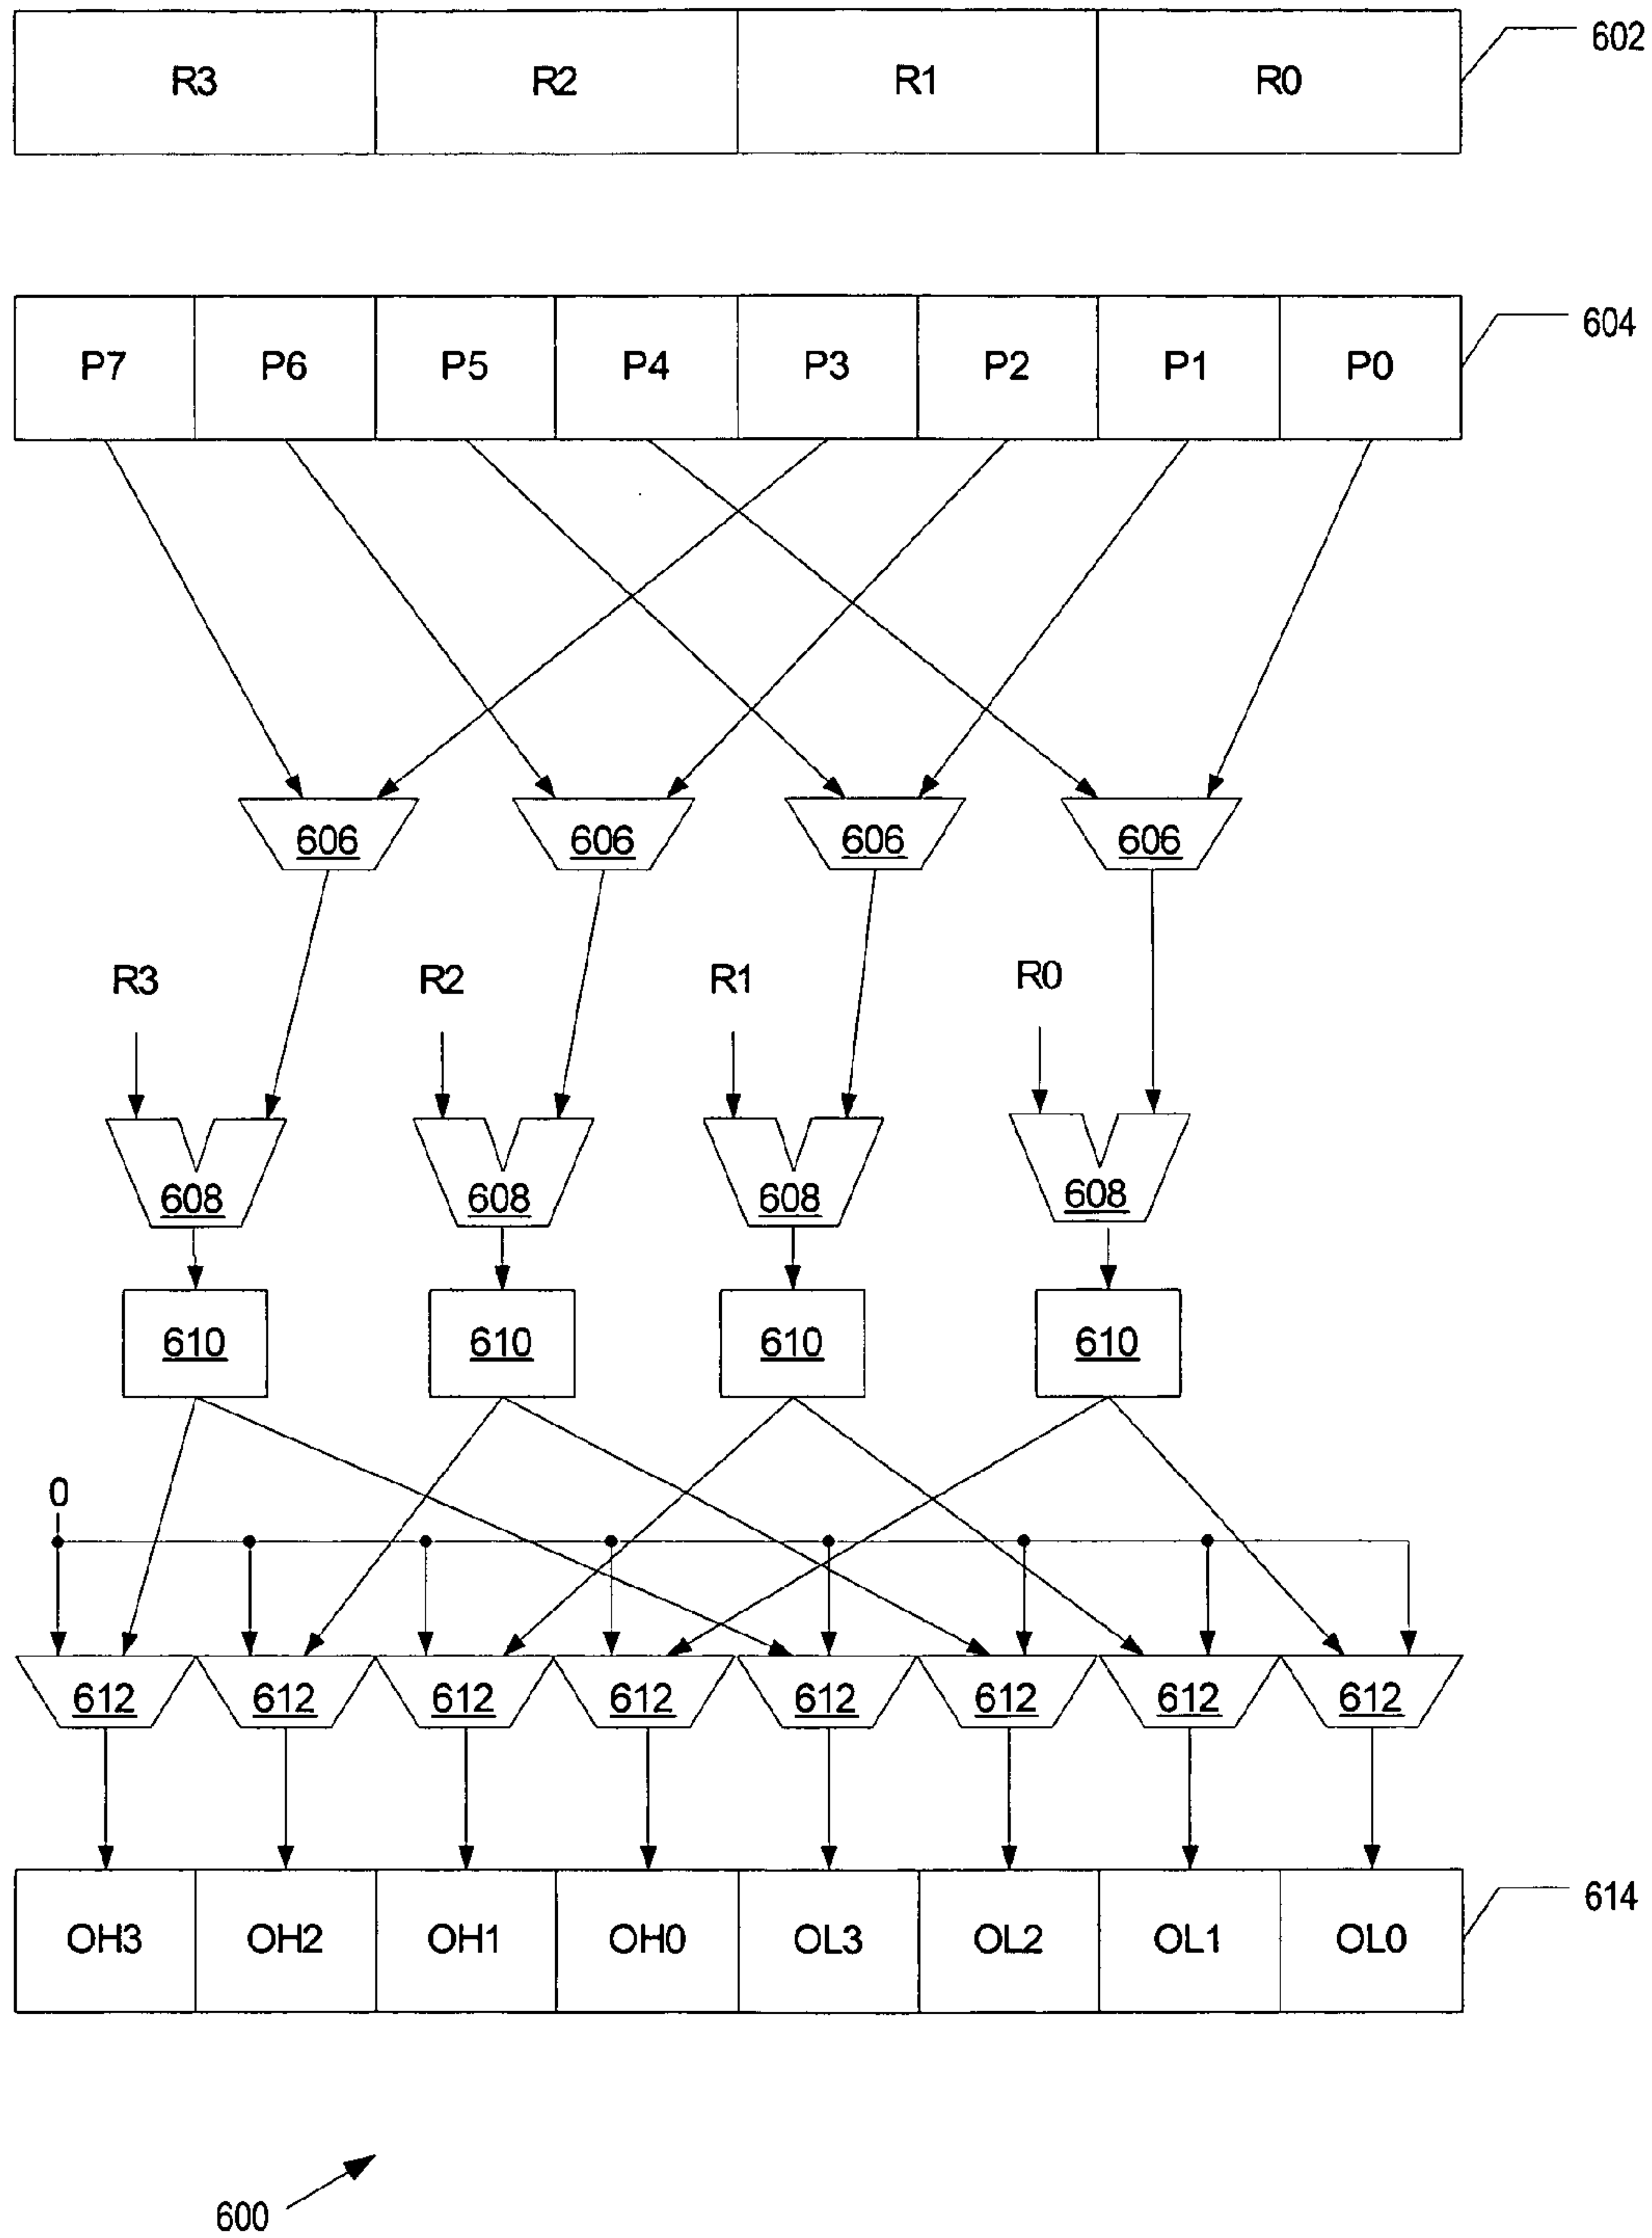 R3 R2 R1 R0 602
P7 P6 P5 P4 P3 P2 P1 P0 604
606 606 606 606
R3 R2 R1 R0
608 608 608 608
610 610 610 610
0
612 612 612 612 612 612 612 612
OH3 OH2 OH1 OH0 OL3 OL2 OL1 OL0 614
600